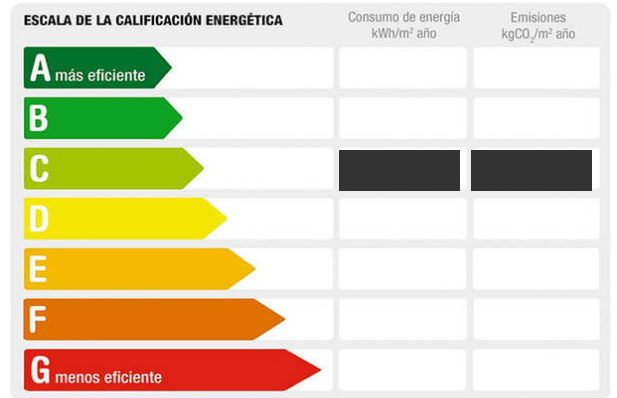 ESCALA DE LA CALIFICACIÓN ENERGÉTICA
Consumo de energía
kWh/m² año
Emisiones
kgCO₂/m² año
A más eficiente
B
C
D
E
F
G menos eficiente